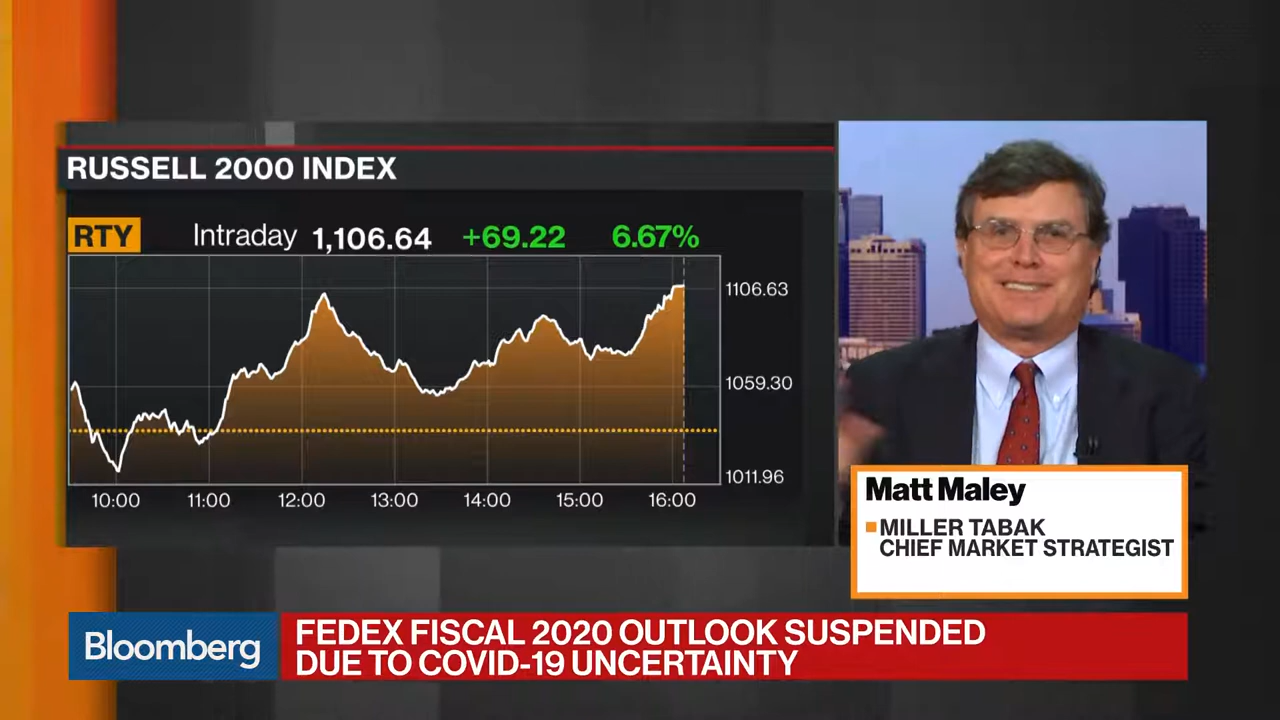 RUSSELL 2000 INDEX
RTY Intraday 1,106.64 +69.22 6.67%
1106.63
1059.30
1011.96
10:00 11:00 12:00 13:00 14:00 15:00 16:00
Matt Maley
MILLER TABAK
CHIEF MARKET STRATEGIST
Bloomberg
FEDEX FISCAL 2020 OUTLOOK SUSPENDED
DUE TO COVID-19 UNCERTAINTY